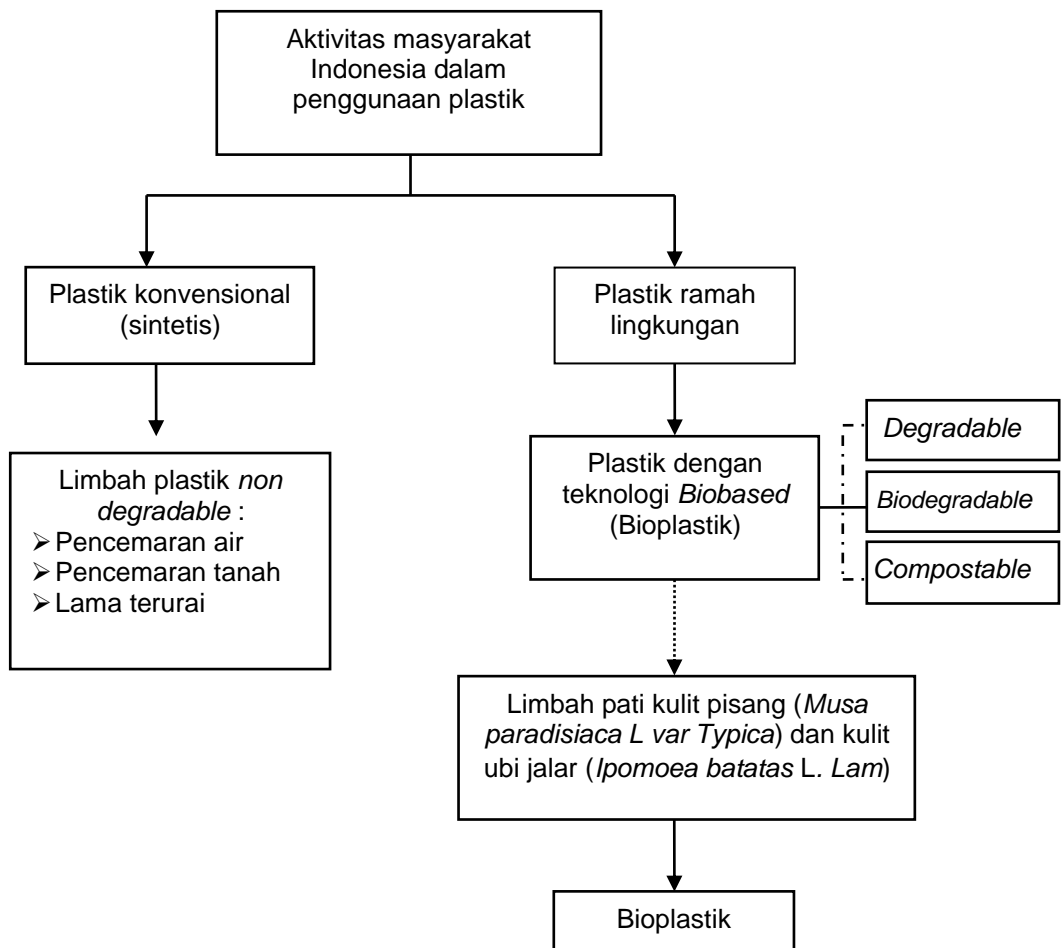 Aktivitas masyarakat
Indonesia dalam
penggunaan plastik
Plastik konvensional
(sintetis)
Plastik ramah
lingkungan
Limbah plastik non
degradable :
➢ Pencemaran air
➢ Pencemaran tanah
➢ Lama terurai
Plastik dengan
teknologi Biobased
(Bioplastik)
Degradable
Biodegradable
Compostable
Limbah pati kulit pisang (Musa
paradisiaca L var Typica) dan kulit
ubi jalar (Ipomoea batatas L. Lam)
Bioplastik